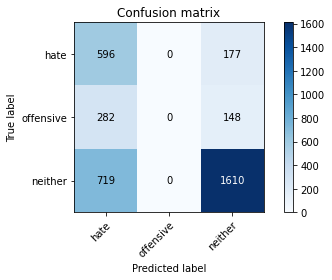 Confusion matrix
True label
hate 596 0 177
offensive 282 0 148
neither 719 0 1610
hate offensive neither
Predicted label
1600
1400
1200
1000
800
600
400
200
0